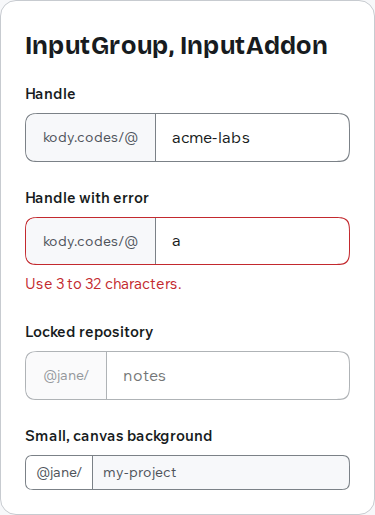 InputGroup, InputAddon
Handle
kody.codes/@ acme-labs
Handle with error
kody.codes/@ a
Use 3 to 32 characters.
Locked repository
@jane/ notes
Small, canvas background
@jane/ my-project